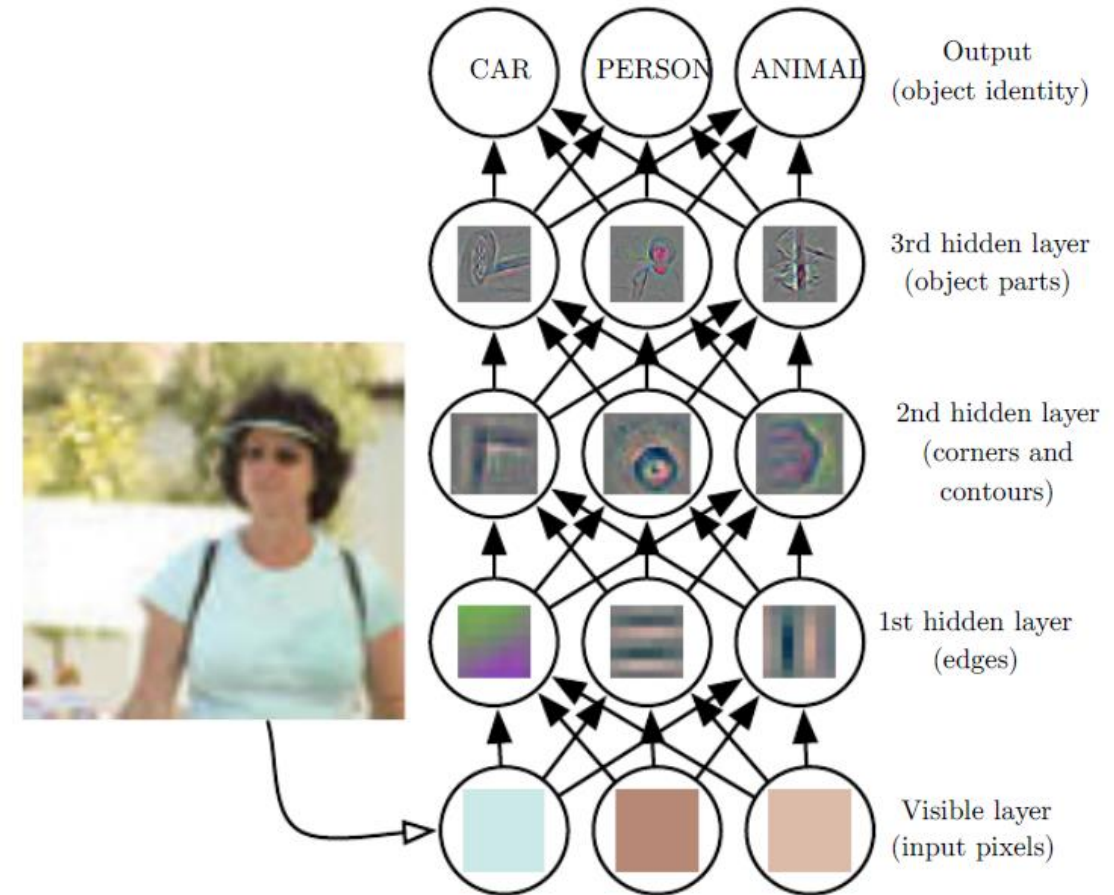 CAR
PERSON
ANIMAL
Output
(object identity)
3rd hidden layer
(object parts)
2nd hidden layer
(corners and
contours)
1st hidden layer
(edges)
Visible layer
(input pixels)